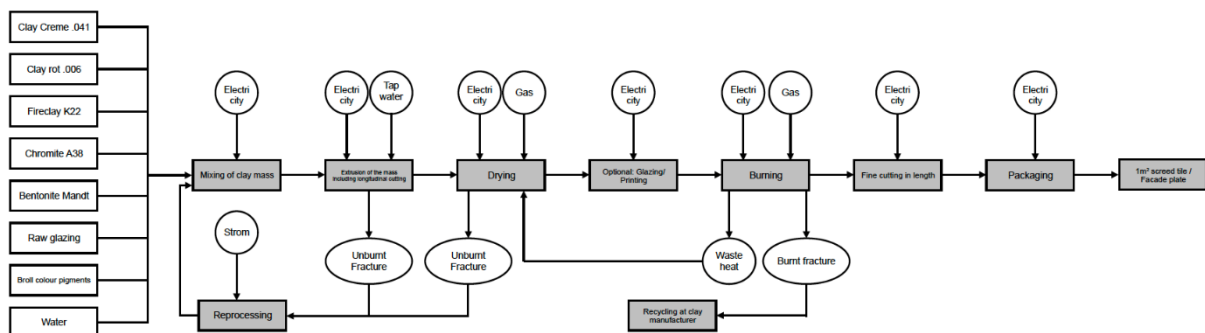 Clay Creme .041
Clay rot .006
Fireclay K22
Chromite A38
Bentonite Mandt
Raw glazing
Broll colour pigments
Water
Electri
city
Electri
city
Tap
water
Electri
city
Gas
Electri
city
Electri
city
Gas
Electri
city
Electri
city
Mixing of clay mass
Extrusion of the mass
including longitudinal cutting
Drying
Optional: Glazing/
Printing
Burning
Fine cutting in length
Packaging
1m² screed tile /
Facade plate
Strom
Unburnt
Fracture
Unburnt
Fracture
Waste
heat
Burnt fracture
Reprocessing
Recycling at clay
manufacturer